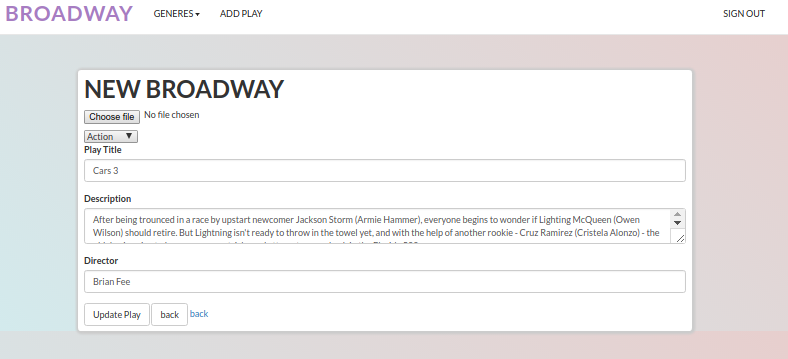 BROADWAY GENERES ADD PLAY SIGN OUT
NEW BROADWAY
Choose file No file chosen
Action
Play Title
Cars 3
Description
After being trounced in a race by upstart newcomer Jackson Storm (Armie Hammer), everyone begins to wonder if Lighting McQueen (Owen
Wilson) should retire. But Lightning isn't ready to throw in the towel yet, and with the help of another rookie - Cruz Ramirez (Cristela Alonzo) - the
Director
Brian Fee
Update Play back back